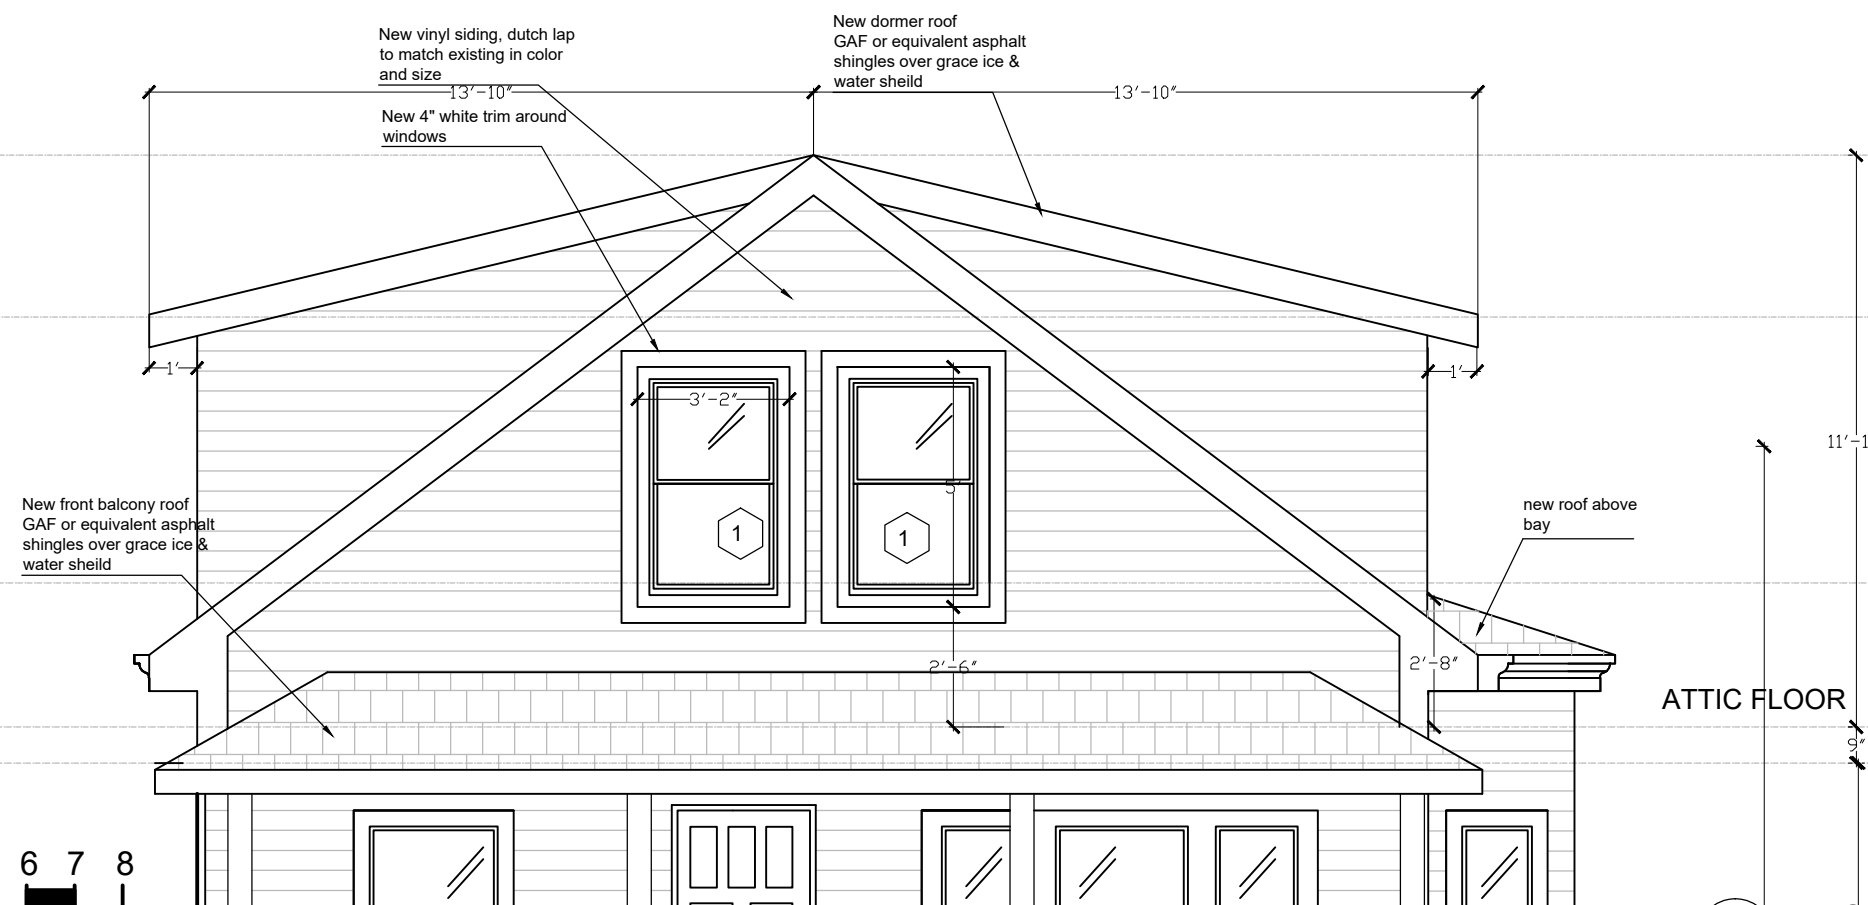 New vinyl siding, dutch lap
to match existing in color
and size
New dormer roof
GAF or equivalent asphalt
shingles over grace ice &
water sheild
13'-10"
13'-10"
New 4" white trim around
windows
1'
1'
3'-2"
11'-1
5'
New front balcony roof
GAF or equivalent asphalt
shingles over grace ice &
water sheild
new roof above
bay
1
1
2'-6"
2'-8"
ATTIC FLOOR
9"
6 7 8